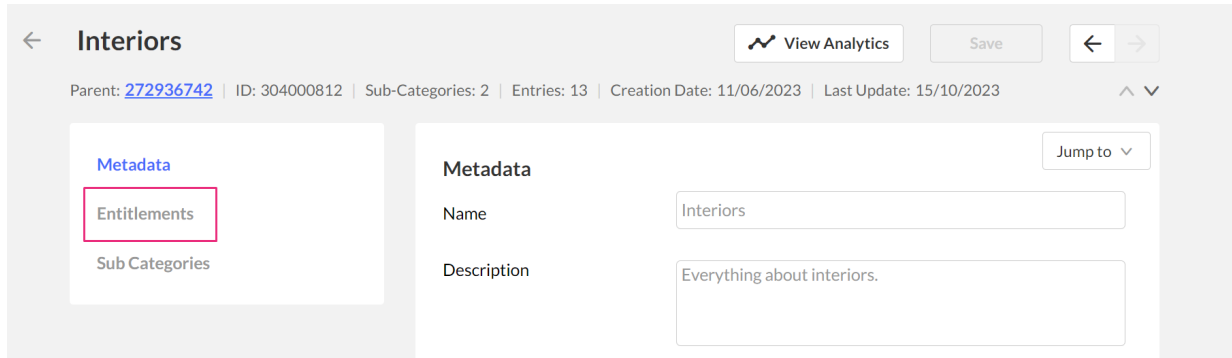 Interiors
View Analytics
Save
Parent: 272936742 | ID: 304000812 | Sub-Categories: 2 | Entries: 13 | Creation Date: 11/06/2023 | Last Update: 15/10/2023
Metadata
Entitlements
Sub Categories
Jump to
Metadata
Name
Interiors
Description
Everything about interiors.